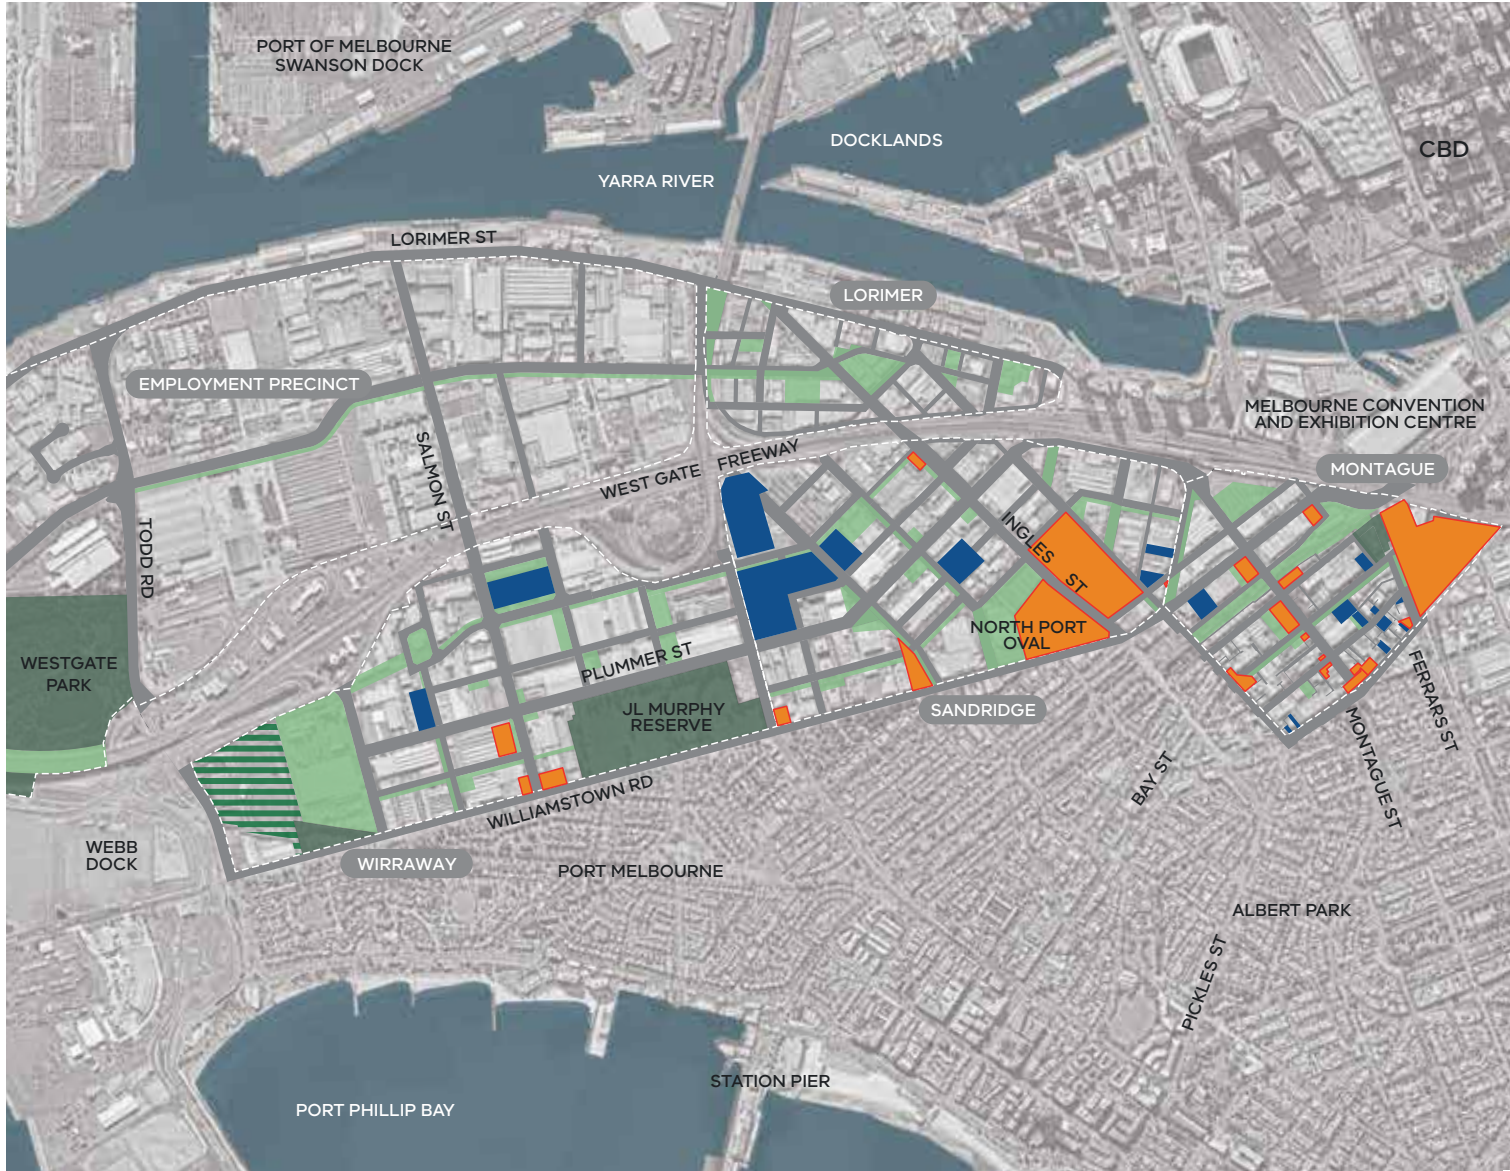 PORT OF MELBOURNE
SWANSON DOCK
DOCKLANDS
CBD
YARRA RIVER
LORIMER ST
LORIMER
EMPLOYMENT PRECINCT
MELBOURNE CONVENTION
AND EXHIBITION CENTRE
SALMON ST
WEST GATE FREEWAY
MONTAGUE
TODD RD
INGLES ST
NORTH PORT
OVAL
WESTGATE
PARK
PLUMMER ST
JL MURPHY
RESERVE
SANDRIDGE
FERRARS ST
MONTAGUE ST
BAY ST
WILLIAMSTOWN RD
WEBB
DOCK
WIRRAWAY
PORT MELBOURNE
ALBERT PARK
PICKLES ST
STATION PIER
PORT PHILLIP BAY